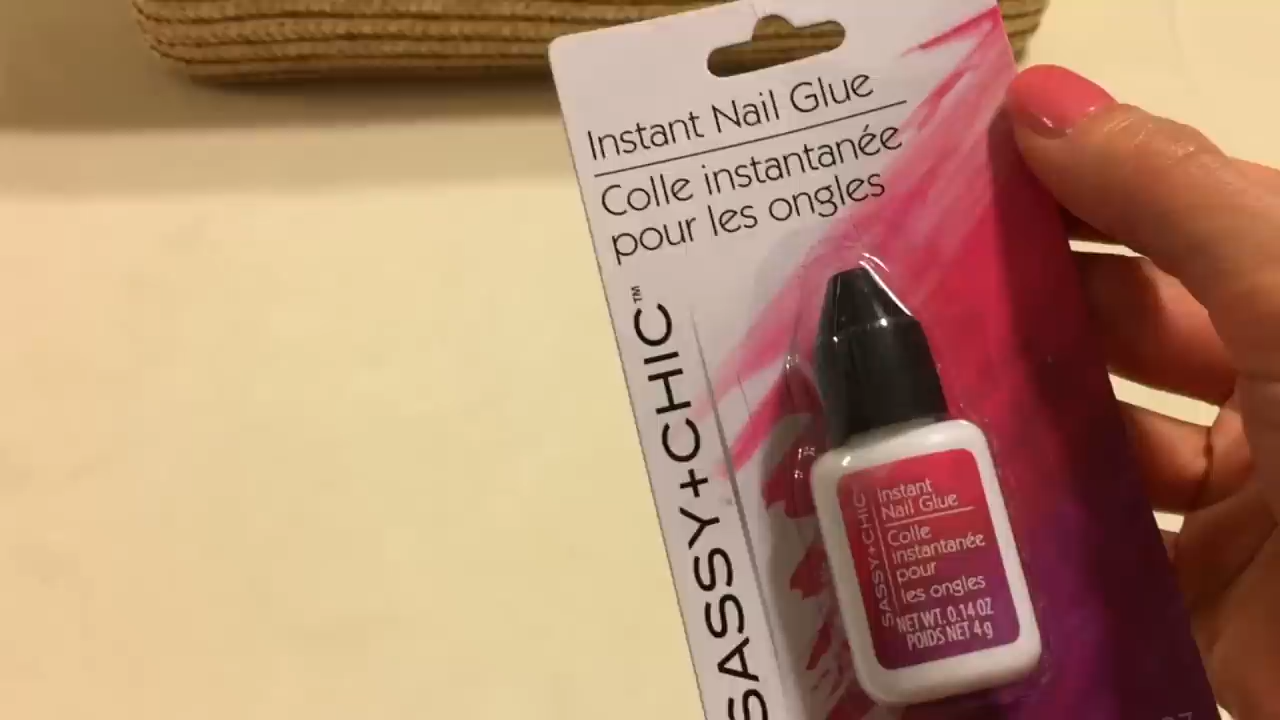 Instant Nail Glue
Colle instantanée
pour les ongles
SASSY+CHIC™
SASSY+CHIC
Instant
Nail Glue
Colle
instantanée
pour
les ongles
NET WT. 0.14 OZ
POIDS NET 4 g